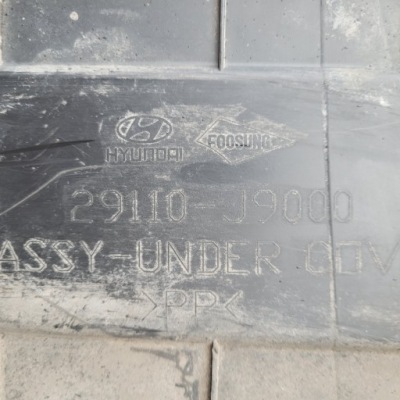 HYUNDAI FOOSUNG
29110-J9000
ASSY-UNDER COV
>PP<